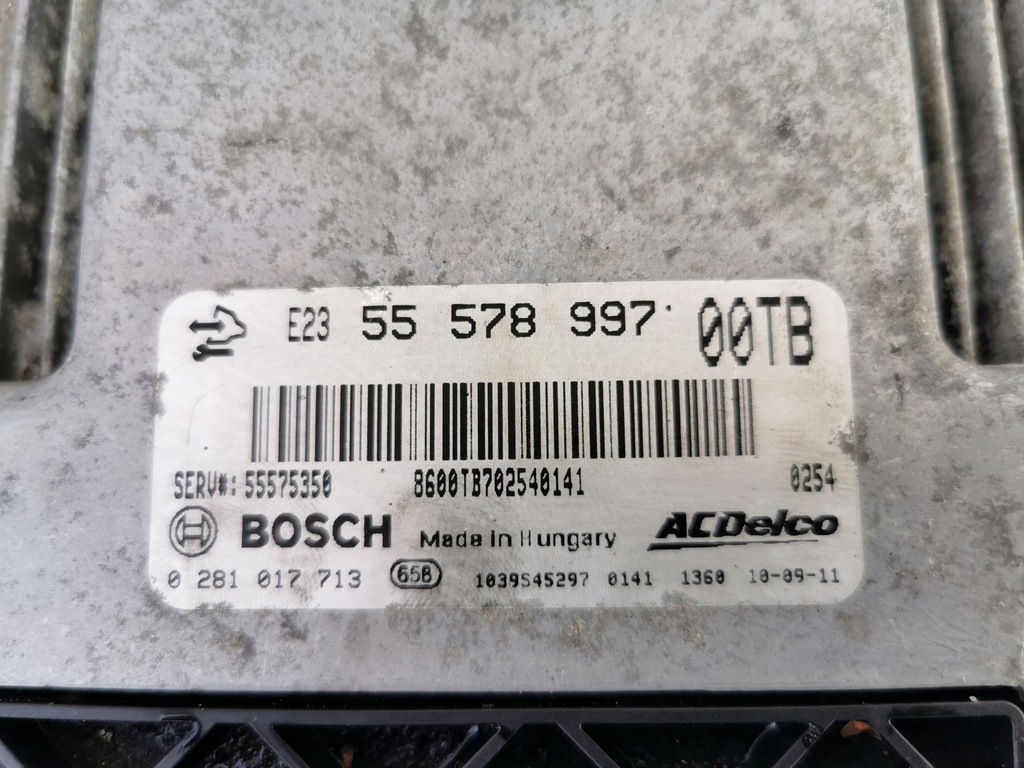 E23 55 578 997 00TB
SERV#: 55575350 8600TB702540141 0254
BOSCH Made in Hungary ACDelco
0 281 017 713 658 1039S45297 0141 1360 10-09-11